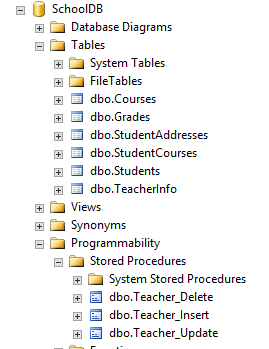 SchoolDB
Database Diagrams
Tables
System Tables
FileTables
dbo.Courses
dbo.Grades
dbo.StudentAddresses
dbo.StudentCourses
dbo.Students
dbo.TeacherInfo
Views
Synonyms
Programmability
Stored Procedures
System Stored Procedures
dbo.Teacher_Delete
dbo.Teacher_Insert
dbo.Teacher_Update